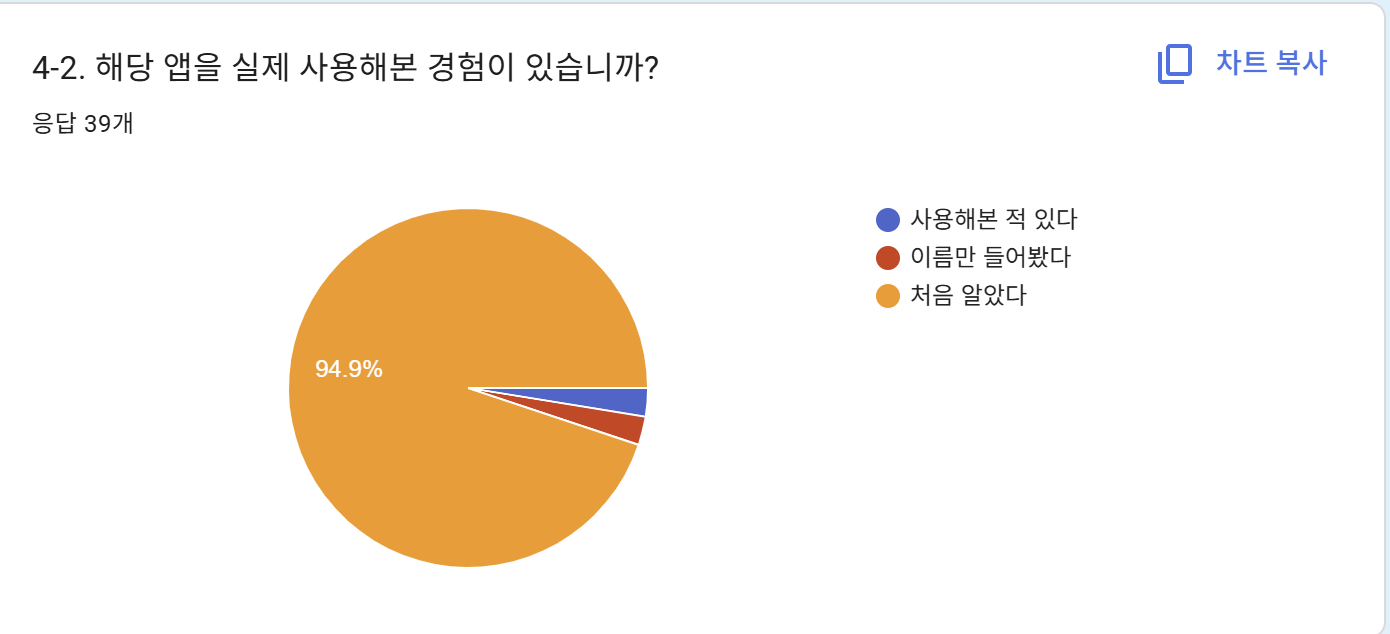 4-2. 해당 앱을 실제 사용해본 경험이 있습니까?
차트 복사
응답 39개
사용해본 적 있다
이름만 들어봤다
처음 알았다
94.9%